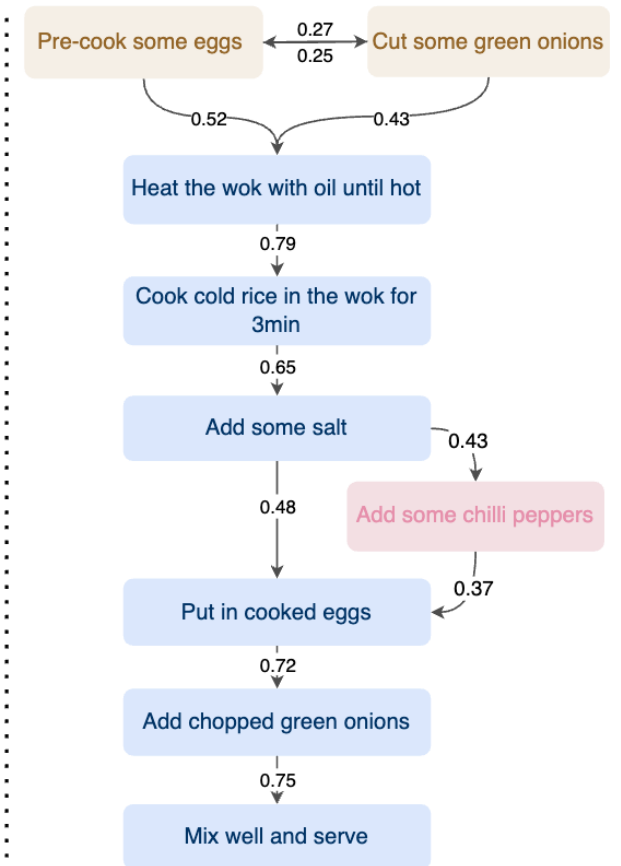 Pre-cook some eggs
0.27
0.25
Cut some green onions
0.52
0.43
Heat the wok with oil until hot
0.79
Cook cold rice in the wok for
3min
0.65
Add some salt
0.43
0.48
Add some chilli peppers
0.37
Put in cooked eggs
0.72
Add chopped green onions
0.75
Mix well and serve